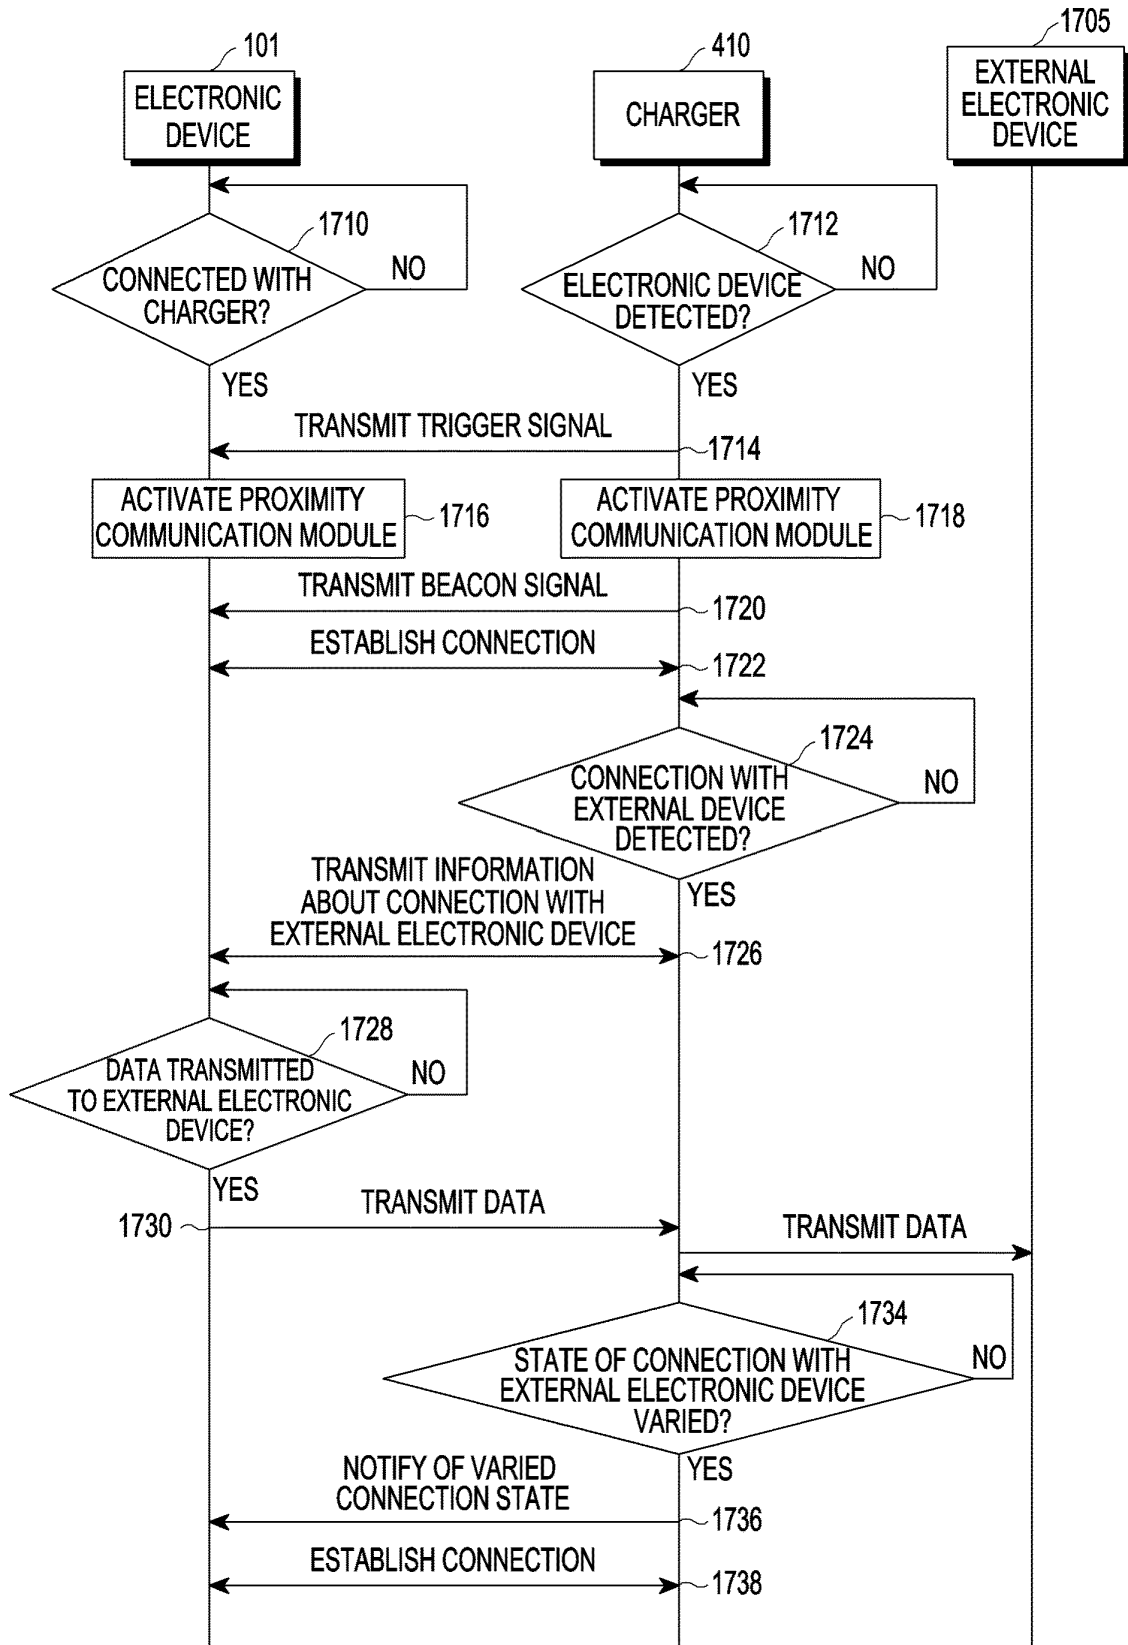 101
410
1705
ELECTRONIC
DEVICE
CHARGER
EXTERNAL
ELECTRONIC
DEVICE
1710
CONNECTED WITH
CHARGER?
NO
YES
1712
ELECTRONIC DEVICE
DETECTED?
NO
YES
TRANSMIT TRIGGER SIGNAL
1714
ACTIVATE PROXIMITY
COMMUNICATION MODULE
1716
ACTIVATE PROXIMITY
COMMUNICATION MODULE
1718
TRANSMIT BEACON SIGNAL
1720
ESTABLISH CONNECTION
1722
1724
CONNECTION WITH
EXTERNAL DEVICE
DETECTED?
NO
YES
TRANSMIT INFORMATION
ABOUT CONNECTION WITH
EXTERNAL ELECTRONIC DEVICE
1726
1728
DATA TRANSMITTED
TO EXTERNAL ELECTRONIC
DEVICE?
NO
YES
1730
TRANSMIT DATA
TRANSMIT DATA
1734
STATE OF CONNECTION WITH
EXTERNAL ELECTRONIC DEVICE
VARIED?
NO
YES
NOTIFY OF VARIED
CONNECTION STATE
1736
ESTABLISH CONNECTION
1738